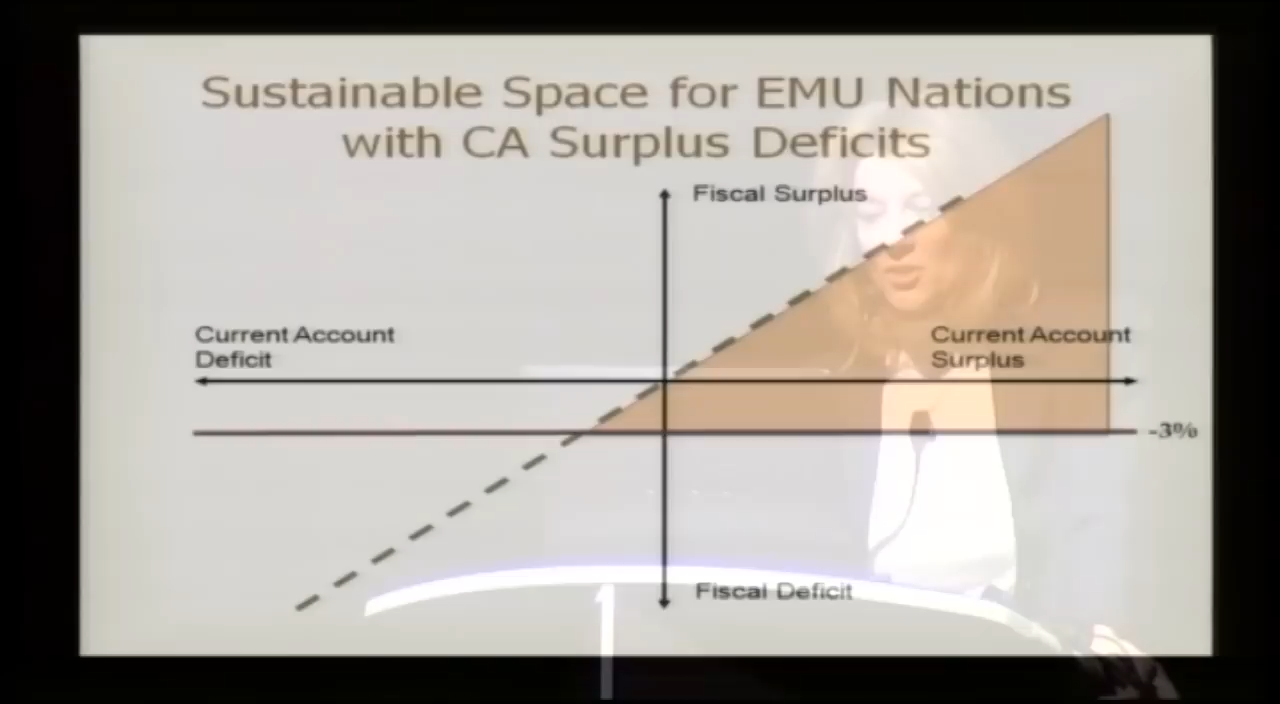 Sustainable Space for EMU Nations
with CA Surplus Deficits
Fiscal Surplus
Current Account
Deficit
Current Account
Surplus
-3%
Fiscal Deficit